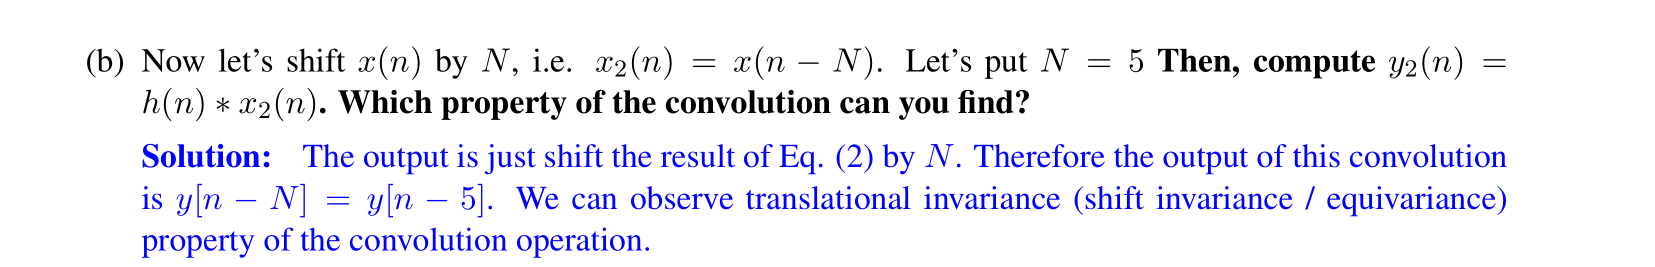 (b) Now let's shift x(n) by N, i.e. x₂(n) = x(n − N). Let's put N = 5 Then, compute y₂(n) =
h(n) ∗ x₂(n). Which property of the convolution can you find?
Solution: The output is just shift the result of Eq. (2) by N. Therefore the output of this convolution
is y[n − N] = y[n − 5]. We can observe translational invariance (shift invariance / equivariance)
property of the convolution operation.